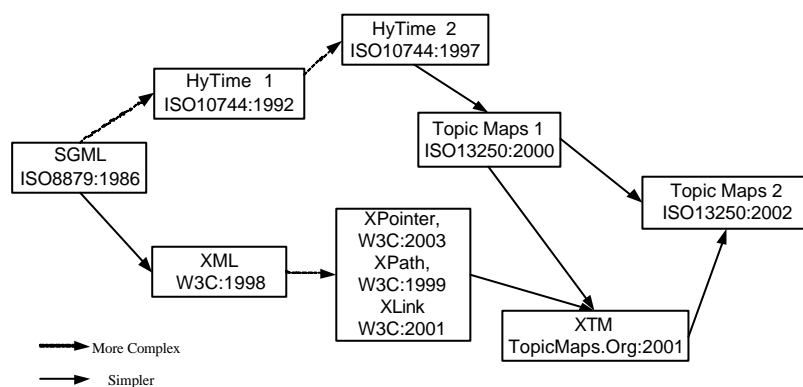 HyTime 2
ISO10744:1997
HyTime 1
ISO10744:1992
Topic Maps 1
ISO13250:2000
SGML
ISO8879:1986
Topic Maps 2
ISO13250:2002
XPointer,
W3C:2003
XPath,
W3C:1999
XLink
W3C:2001
XML
W3C:1998
XTM
TopicMaps.Org:2001
More Complex
Simpler